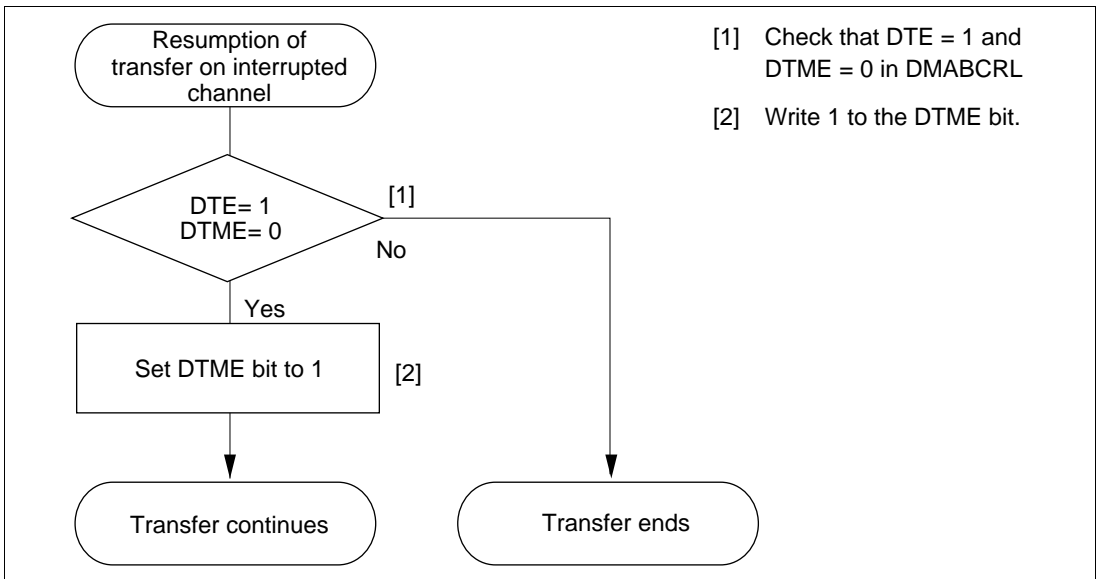 Resumption of
transfer on interrupted
channel
DTE= 1
DTME= 0
[1]
No
Yes
Set DTME bit to 1
[2]
Transfer continues
Transfer ends
[1] Check that DTE = 1 and
DTME = 0 in DMABCRL
[2] Write 1 to the DTME bit.